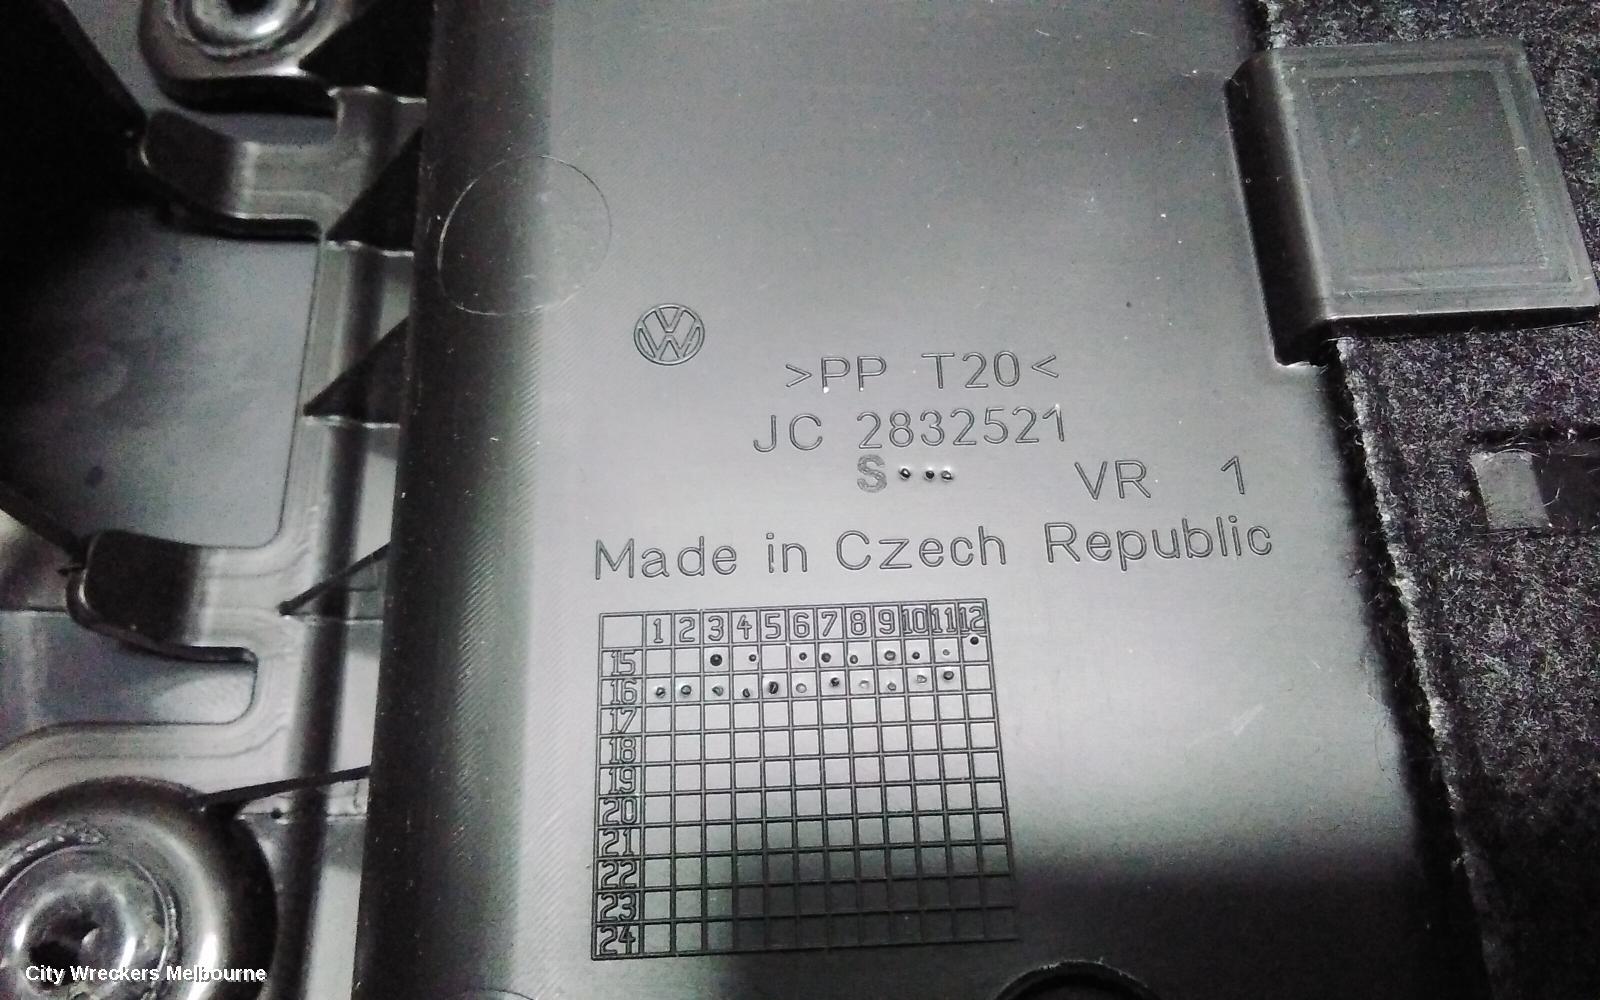 >PP T20<
JC 2832521
S... VR 1
Made in Czech Republic
1 2 3 4 5 6 7 8 9 10 11 12
15
16
17
18
19
20
21
22
23
24
City Wreckers Melbourne